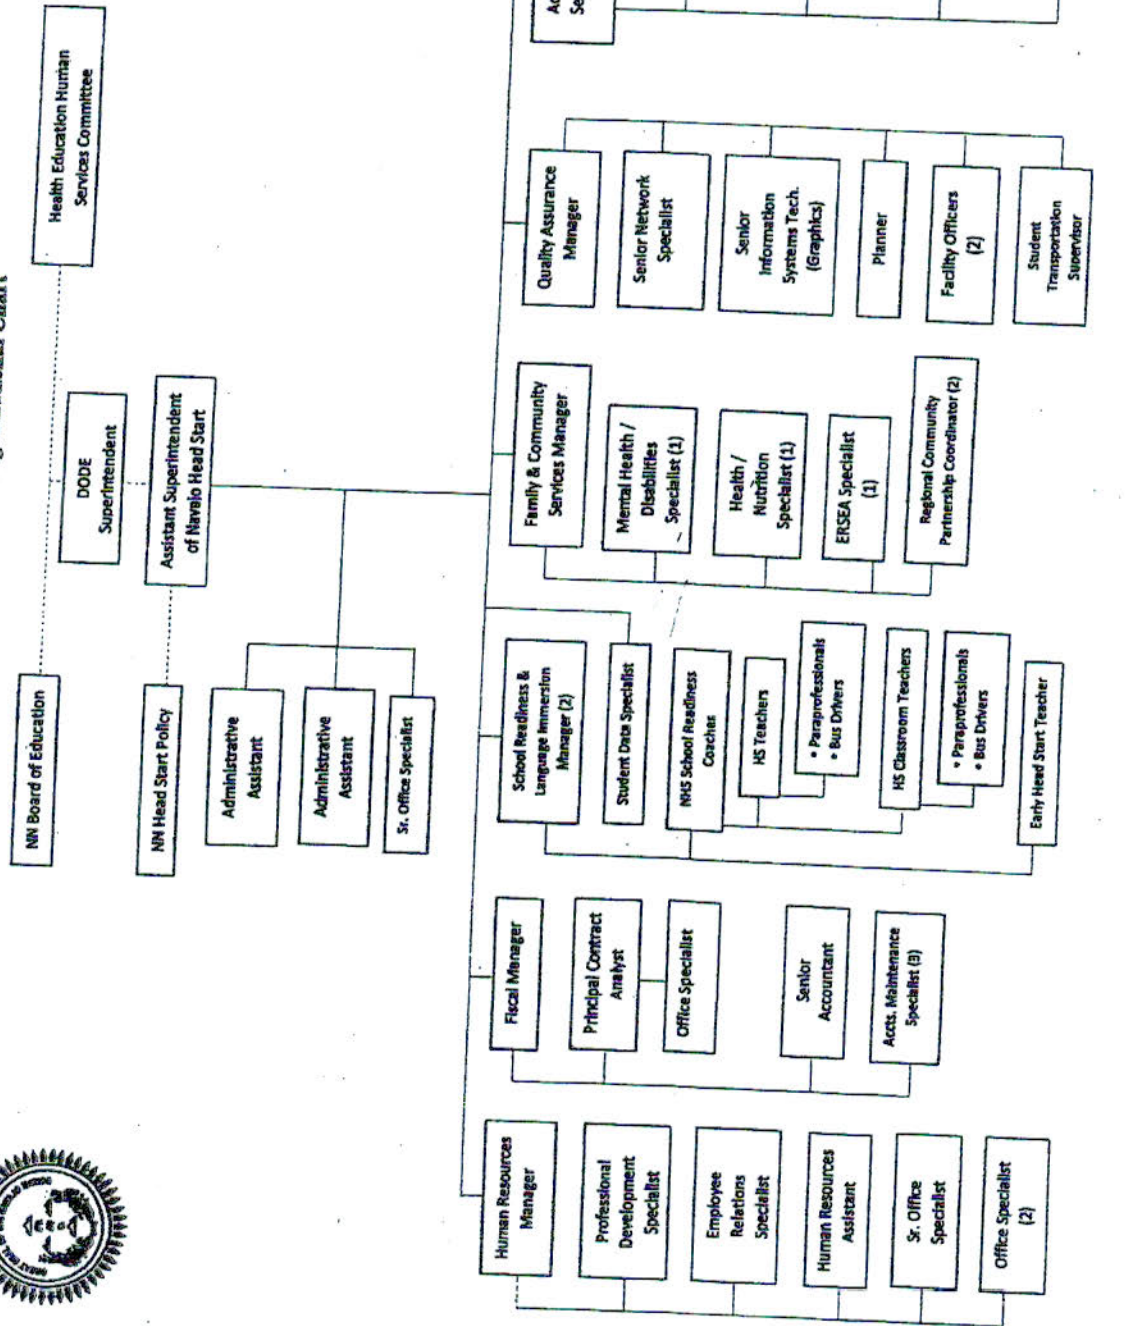 Health Education Human
Services Committee
DODE
Superintendent
NN Board of Education
Assistant Superintendent
of Navajo Head Start
NN Head Start Policy
Administrative
Assistant
Administrative
Assistant
Sr. Office Specialist
Human Resources
Manager
Professional
Development
Specialist
Employee
Relations
Specialist
Human Resources
Assistant
Sr. Office
Specialist
Office Specialist
(2)
Fiscal Manager
Principal Contract
Analyst
Office Specialist
Senior
Accountant
Accts. Maintenance
Specialist (3)
School Readiness &
Language Immersion
Manager (2)
Student Data Specialist
NHS School Readiness
Coaches
HS Teachers
• Paraprofessionals
• Bus Drivers
HS Classroom Teachers
• Paraprofessionals
• Bus Drivers
Early Head Start Teacher
Family & Community
Services Manager
Mental Health /
Disabilities
Specialist (1)
Health /
Nutrition
Specialist (1)
ERSEA Specialist
(1)
Regional Community
Partnership Coordinator (2)
Quality Assurance
Manager
Senior Network
Specialist
Senior
Information
Systems Tech.
(Graphics)
Planner
Facility Officers
(2)
Student
Transportation
Supervisor